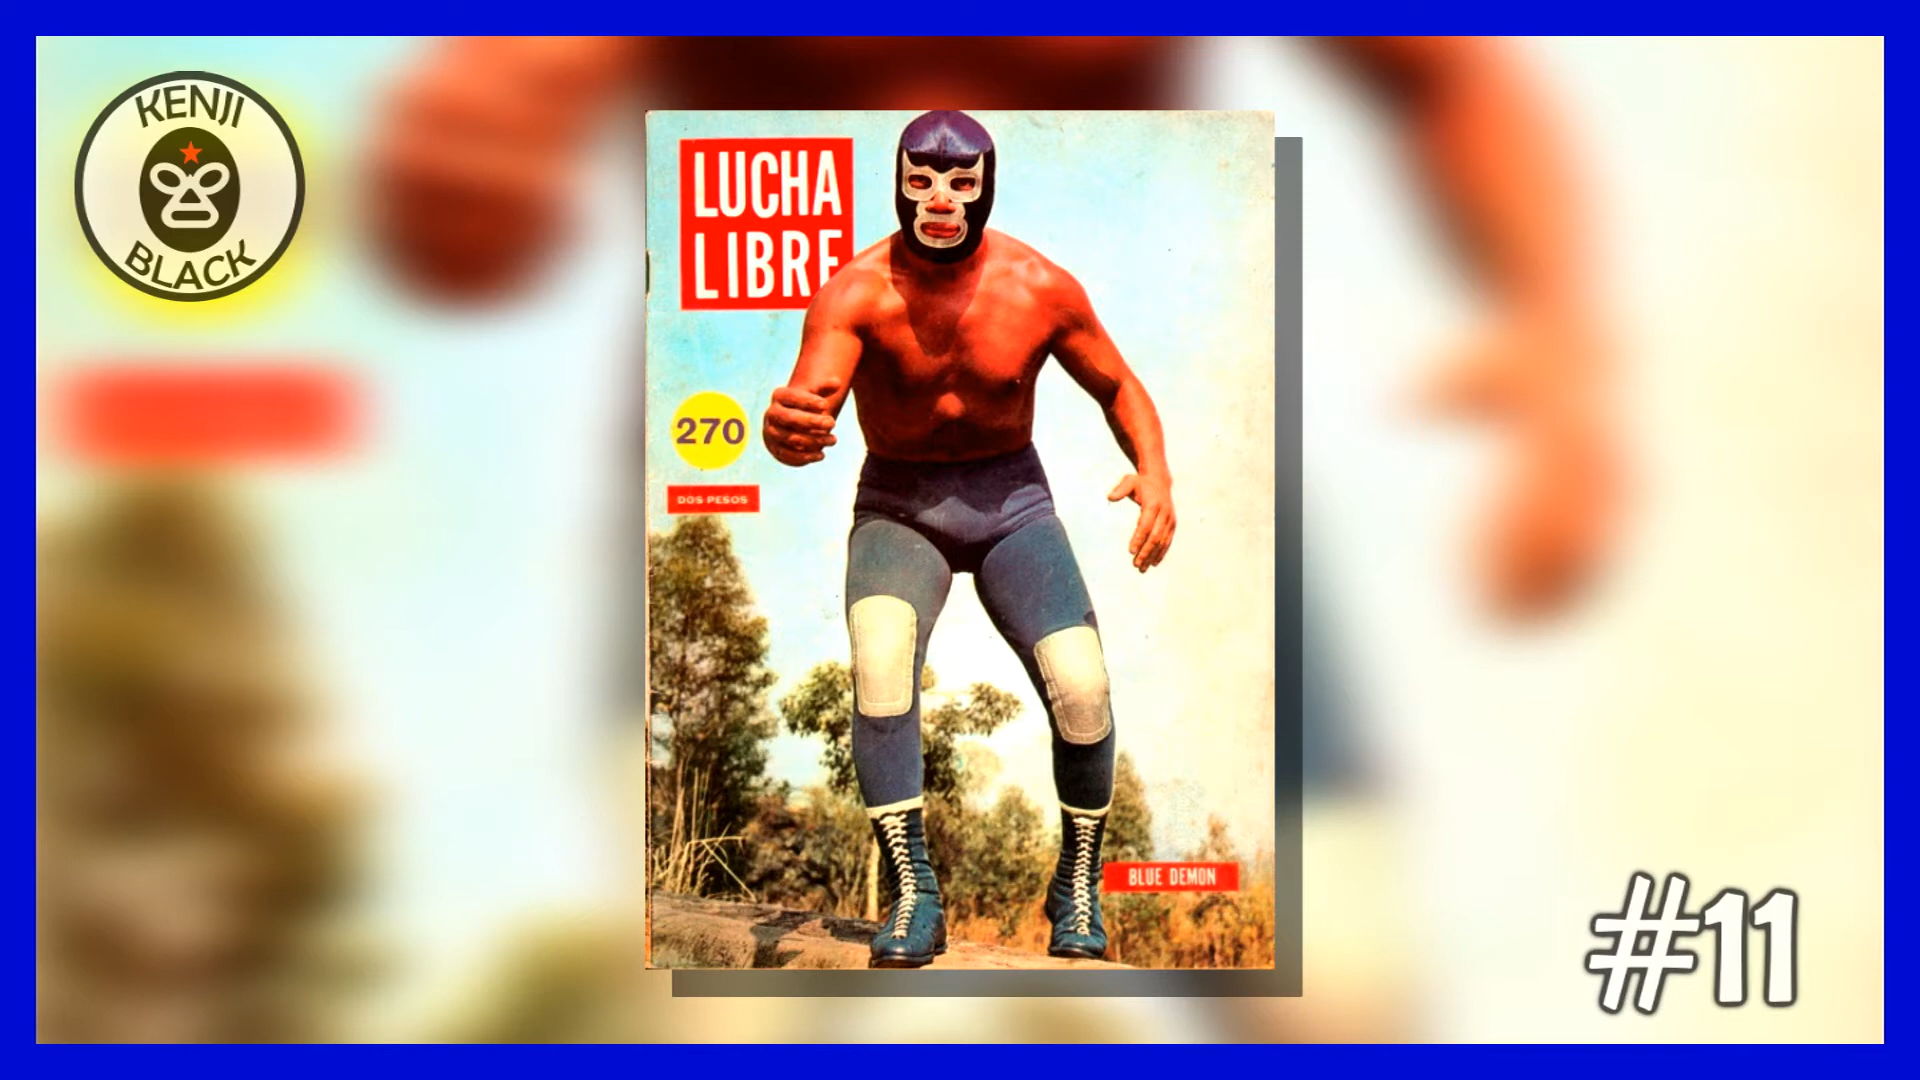 KENJI
BLACK
LUCHA
LIBRE
270
DOS PESOS
BLUE DEMON
#11